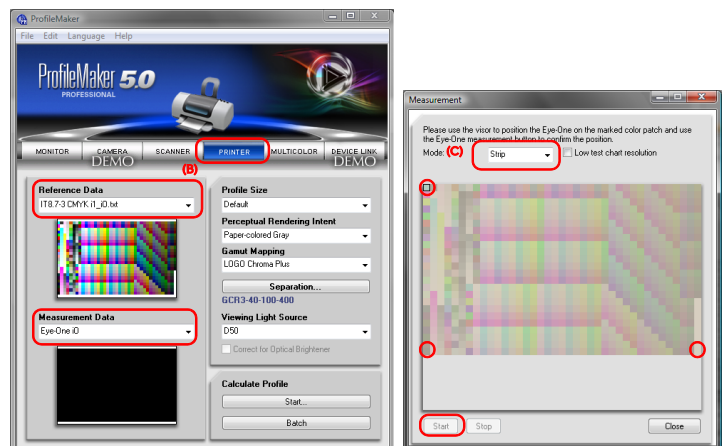 ProfileMaker
File Edit Language Help
ProfileMaker 5.0
PROFESSIONAL
MONITOR CAMERA SCANNER PRINTER MULTICOLOR DEVICE LINK
DEMO DEMO
(B)
Reference Data
IT8.7-3 CMYK i1_iO.txt
Measurement Data
Eye-One iO
Profile Size
Default
Perceptual Rendering Intent
Paper-colored Gray
Gamut Mapping
LOGO Chroma Plus
Separation...
GCR3-40-100-400
Viewing Light Source
D50
Correct for Optical Brightener
Calculate Profile
Start...
Batch
Measurement
Please use the visor to position the Eye-One on the marked color patch and use
the Eye-One measurement button to confirm the position.
Mode: (C) Strip Low test chart resolution
Start Stop Close